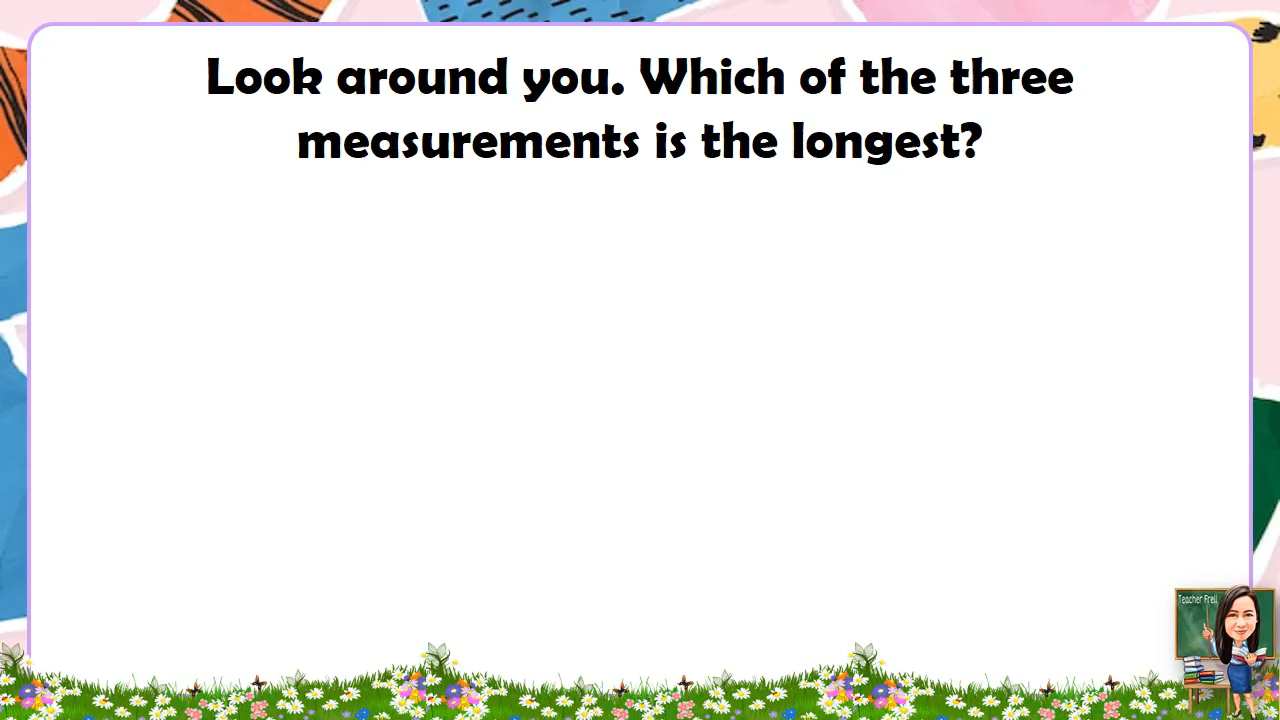 Look around you. Which of the three
measurements is the longest?
Teacher Frell